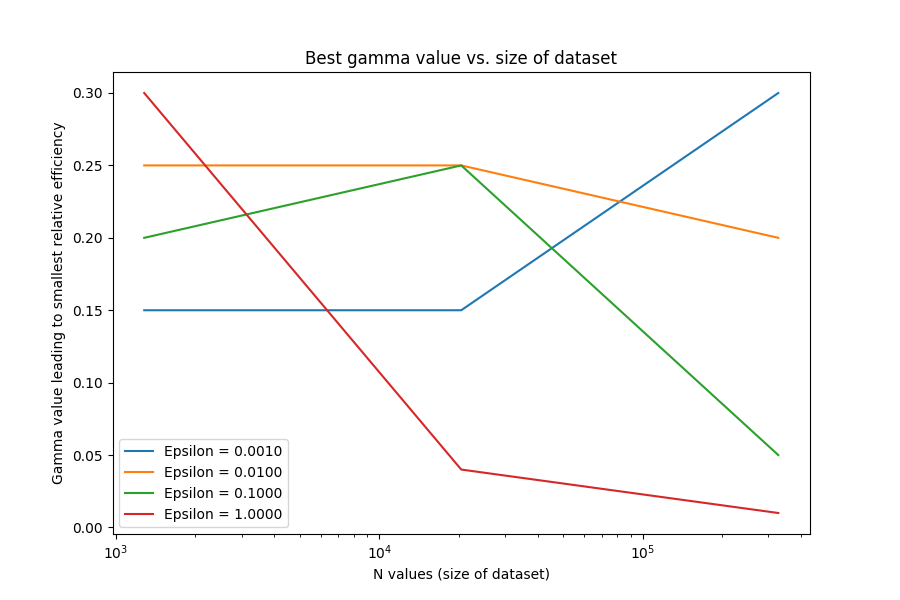 Best gamma value vs. size of dataset
Gamma value leading to smallest relative efficiency
0.30
0.25
0.20
0.15
0.10
0.05
0.00
Epsilon = 0.0010
Epsilon = 0.0100
Epsilon = 0.1000
Epsilon = 1.0000
10³ 10⁴ 10⁵
N values (size of dataset)